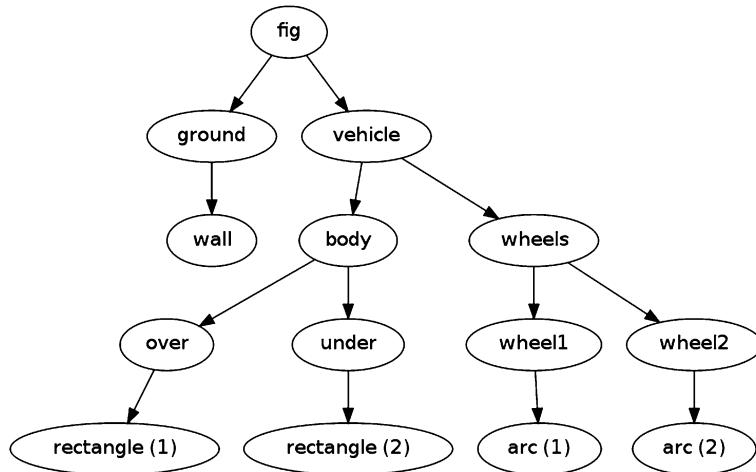 fig
ground
vehicle
wall
body
wheels
over
under
wheel1
wheel2
rectangle (1)
rectangle (2)
arc (1)
arc (2)